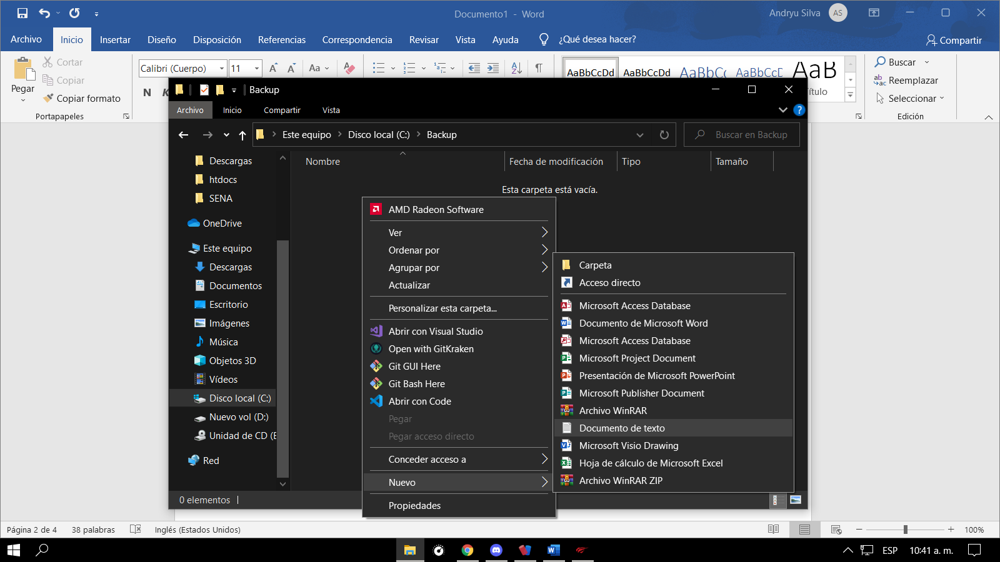 Documento1 - Word
Andryu Silva
AS
Archivo
Inicio
Insertar
Diseño
Disposición
Referencias
Correspondencia
Revisar
Vista
Ayuda
¿Qué desea hacer?
Compartir
Pegar
Cortar
Copiar
Copiar formato
Portapapeles
Calibri (Cuerpo)
11
Aa
N
K
AaBbCcDd
AaBbCcDd
AaBbCc
AaBbCcD
AaB
ítulo
Buscar
Reemplazar
Seleccionar
Edición
Backup
Archivo
Inicio
Compartir
Vista
Este equipo
Disco local (C:)
Backup
Buscar en Backup
Descargas
htdocs
SENA
OneDrive
Este equipo
Descargas
Documentos
Escritorio
Imágenes
Música
Objetos 3D
Vídeos
Disco local (C:)
Nuevo vol (D:)
Unidad de CD (E
Red
Nombre
Fecha de modificación
Tipo
Tamaño
Esta carpeta está vacía.
AMD Radeon Software
Ver
Ordenar por
Agrupar por
Actualizar
Personalizar esta carpeta...
Abrir con Visual Studio
Open with GitKraken
Git GUI Here
Git Bash Here
Abrir con Code
Pegar
Pegar acceso directo
Conceder acceso a
Nuevo
Propiedades
Carpeta
Acceso directo
Microsoft Access Database
Documento de Microsoft Word
Microsoft Access Database
Microsoft Project Document
Presentación de Microsoft PowerPoint
Microsoft Publisher Document
Archivo WinRAR
Documento de texto
Microsoft Visio Drawing
Hoja de cálculo de Microsoft Excel
Archivo WinRAR ZIP
0 elementos
Página 2 de 4
38 palabras
Inglés (Estados Unidos)
100%
ESP
10:41 a. m.